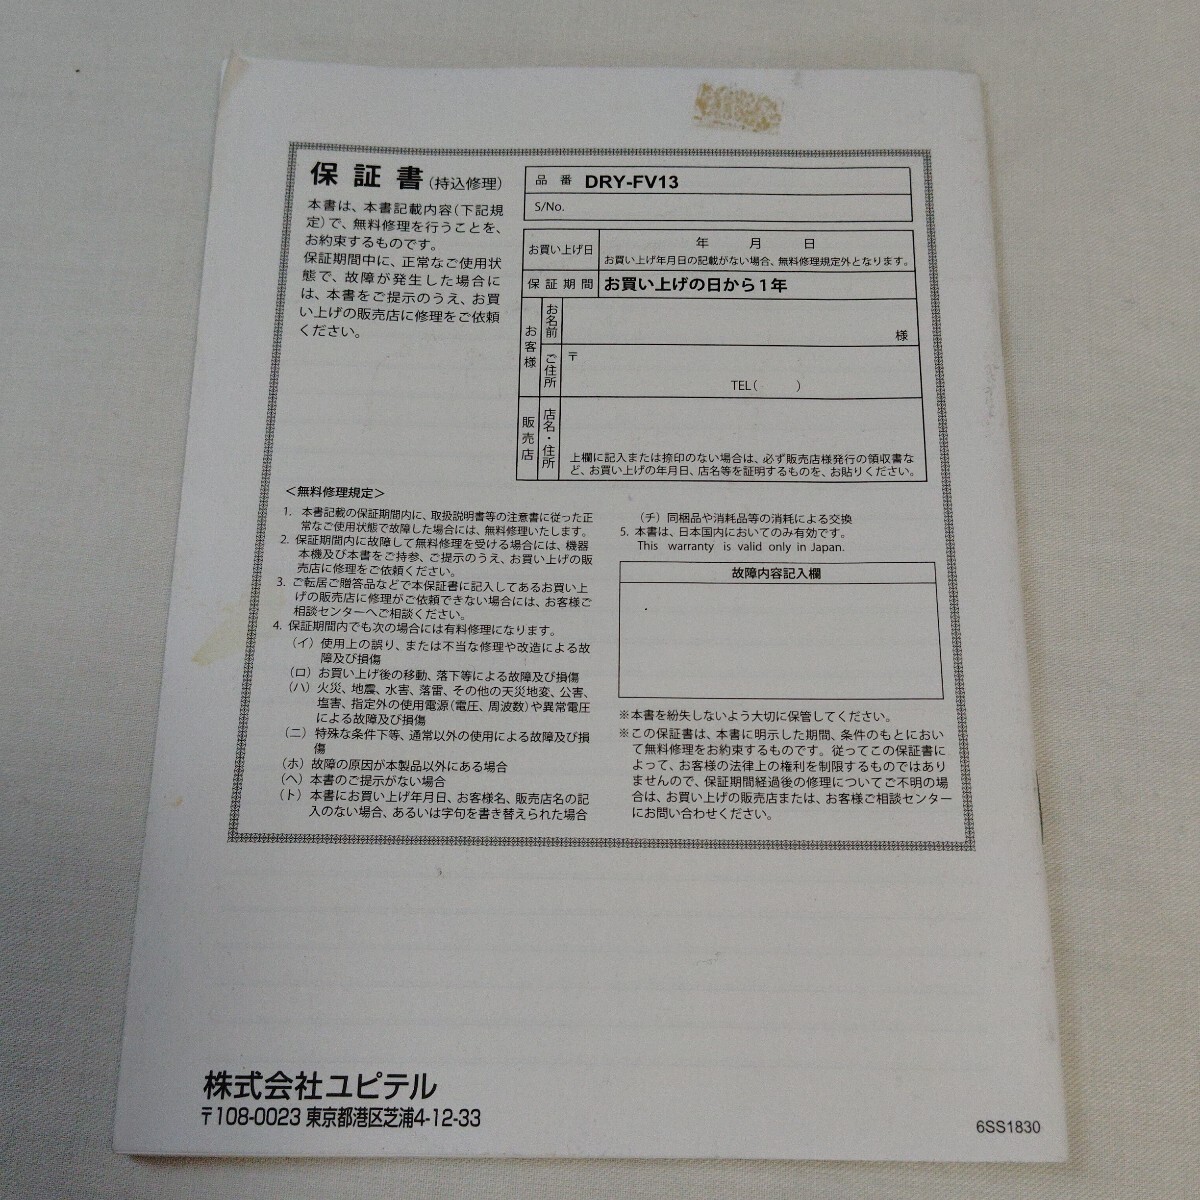 保証書(持込修理)
本書は、本書記載内容(下記規
定)で、無料修理を行うことを、
お約束するものです。
保証期間中に、正常なご使用状
態で、故障が発生した場合に
は、本書をご提示のうえ、お買
い上げの販売店に修理をご依頼
ください。
品番 DRY-FV13
S/No.
お買い上げ日
年 月 日
お買い上げ年月日の記載がない場合、無料修理規定外となります。
保証期間 お買い上げの日から1年
お客様
お名前
様
ご住所
〒
TEL( )
販売店
店名・住所
上欄に記入または捺印のない場合は、必ず販売店様発行の領収書な
ど、お買い上げの年月日、店名等を証明するものを、お貼りください。
<無料修理規定>
1. 本書記載の保証期間内に、取扱説明書等の注意書に従った正
常なご使用状態で故障した場合には、無料修理いたします。
2. 保証期間内に故障して無料修理を受ける場合には、機器
本機及び本書をご持参、ご提示のうえ、お買い上げの販
売店に修理をご依頼ください。
3. ご転居ご贈答品などで本保証書に記入してあるお買い上
げの販売店に修理がご依頼できない場合には、お客様ご
相談センターへご相談ください。
4. 保証期間内でも次の場合には有料修理になります。
(イ) 使用上の誤り、または不当な修理や改造による故
障及び損傷
(ロ) お買い上げ後の移動、落下等による故障及び損傷
(ハ) 火災、地震、水害、落雷、その他の天災地変、公害、
塩害、指定外の使用電源(電圧、周波数)や異常電圧
による故障及び損傷
(ニ) 特殊な条件下等、通常以外の使用による故障及び損
傷
(ホ) 故障の原因が本製品以外にある場合
(ヘ) 本書のご提示がない場合
(ト) 本書にお買い上げ年月日、お客様名、販売店名の記
入のない場合、あるいは字句を書き替えられた場合
(チ) 同梱品や消耗品等の消耗による交換
5. 本書は、日本国内においてのみ有効です。
This warranty is valid only in Japan.
故障内容記入欄
※本書を紛失しないよう大切に保管してください。
※この保証書は、本書に明示した期間、条件のもとにおい
て無料修理をお約束するものです。従ってこの保証書に
よって、お客様の法律上の権利を制限するものではあり
ませんので、保証期間経過後の修理についてご不明の場
合は、お買い上げの販売店または、お客様ご相談センター
にお問い合わせください。
株式会社ユピテル
〒108-0023 東京都港区芝浦4-12-33
6SS1830